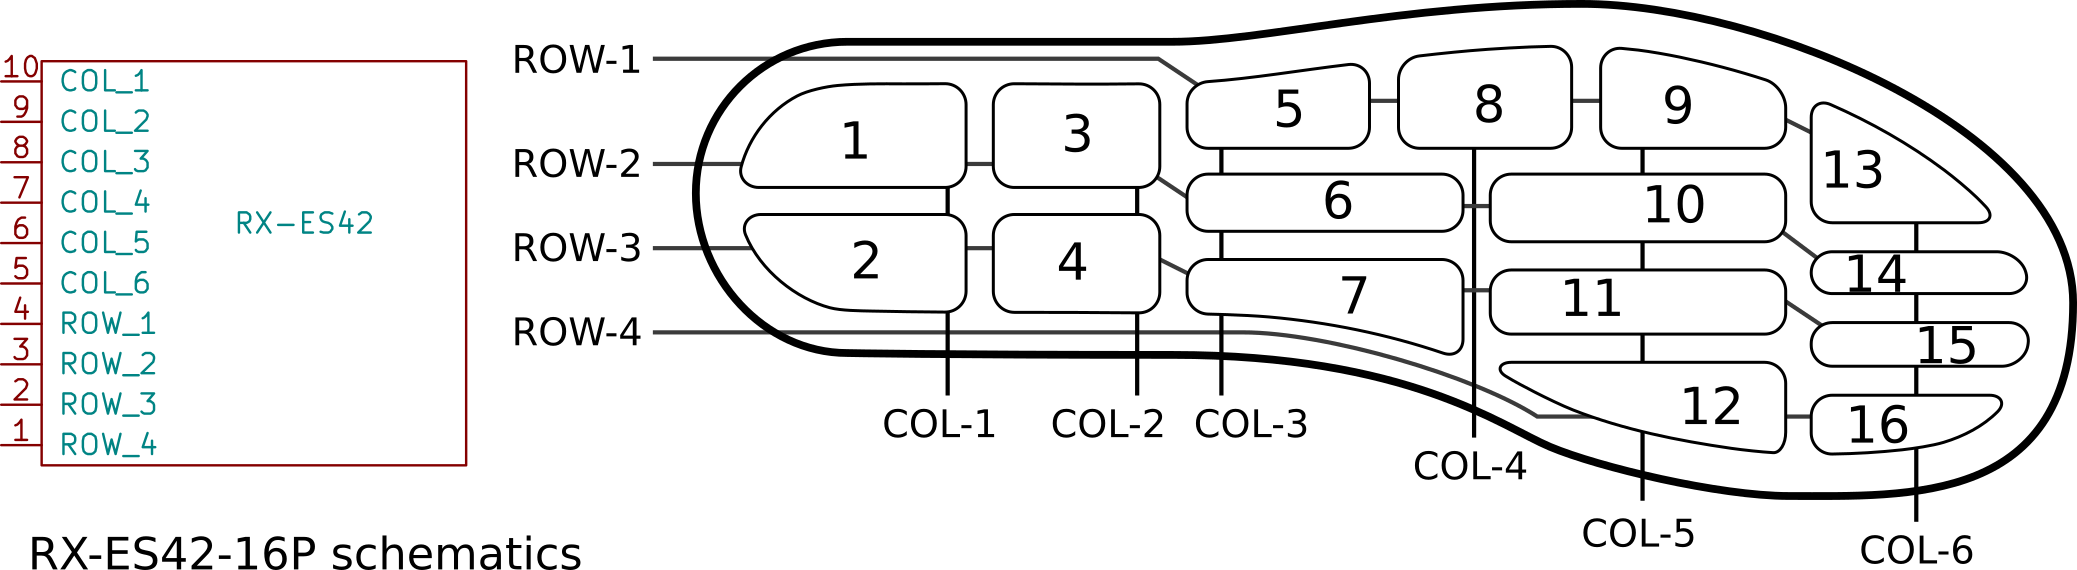 10 COL_1
9 COL_2
8 COL_3
7 COL_4
6 COL_5
5 COL_6
4 ROW_1
3 ROW_2
2 ROW_3
1 ROW_4
RX-ES42
RX-ES42-16P schematics
ROW-1
ROW-2
ROW-3
ROW-4
1 3 5 8 9 13
6 10
2 4 7 11 14
15
12 16
COL-1 COL-2 COL-3
COL-4
COL-5
COL-6